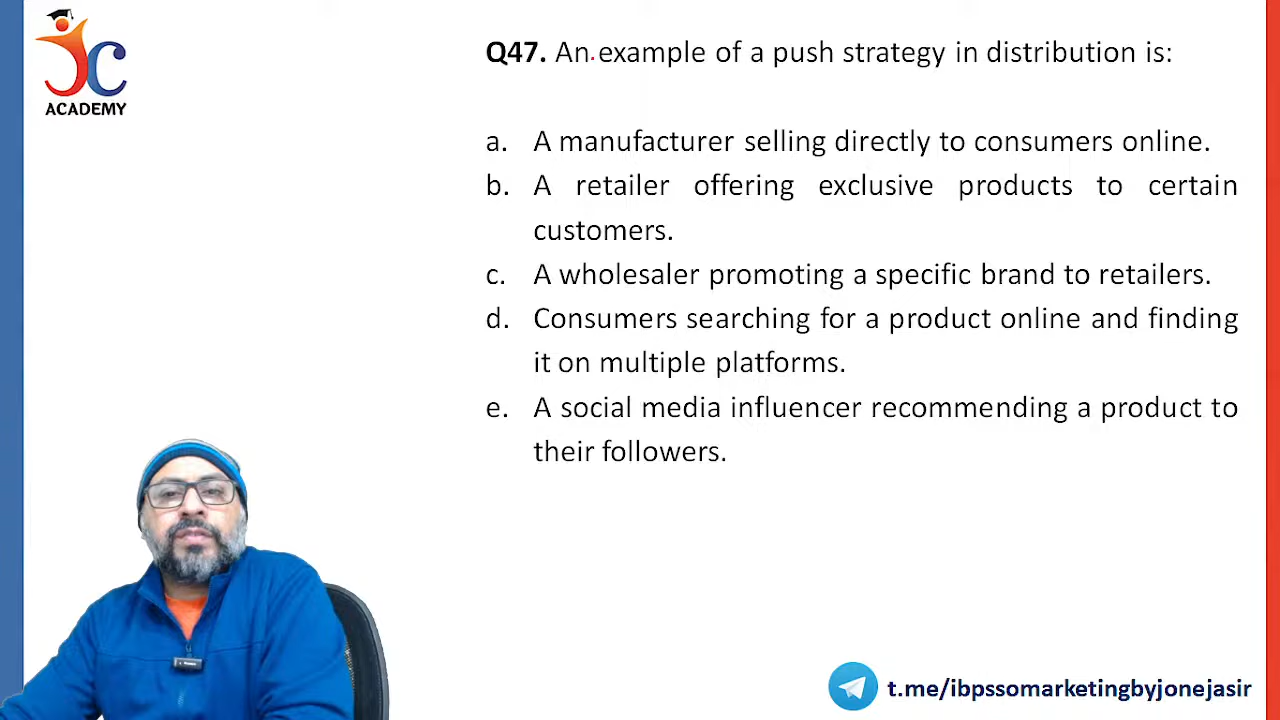 JC
ACADEMY
Q47. An example of a push strategy in distribution is:
a. A manufacturer selling directly to consumers online.
b. A retailer offering exclusive products to certain
customers.
c. A wholesaler promoting a specific brand to retailers.
d. Consumers searching for a product online and finding
it on multiple platforms.
e. A social media influencer recommending a product to
their followers.
t.me/ibpssomarketingbyjonejasir